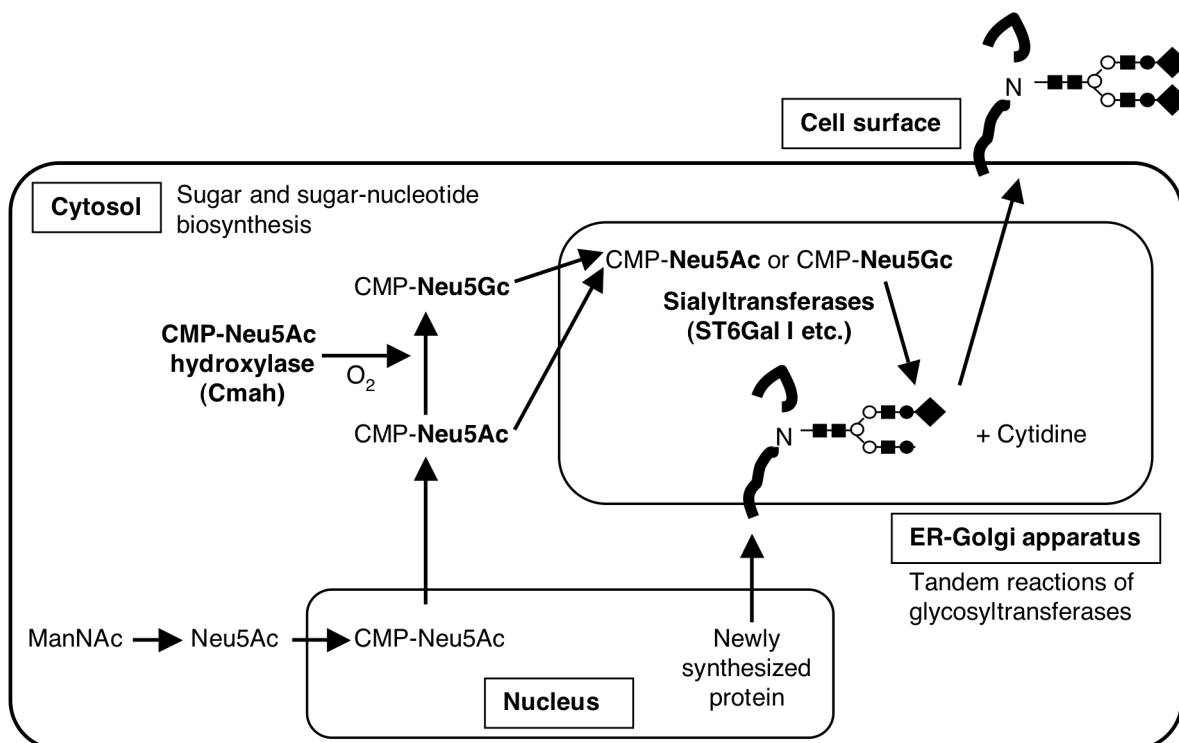 N
Cell surface
Cytosol
Sugar and sugar-nucleotide
biosynthesis
CMP-Neu5Gc
CMP-Neu5Ac or CMP-Neu5Gc
Sialyltransferases
(ST6Gal I etc.)
CMP-Neu5Ac
hydroxylase
(Cmah)
O2
CMP-Neu5Ac
N
+ Cytidine
ER-Golgi apparatus
Tandem reactions of
glycosyltransferases
ManNAc
Neu5Ac
CMP-Neu5Ac
Newly
synthesized
protein
Nucleus